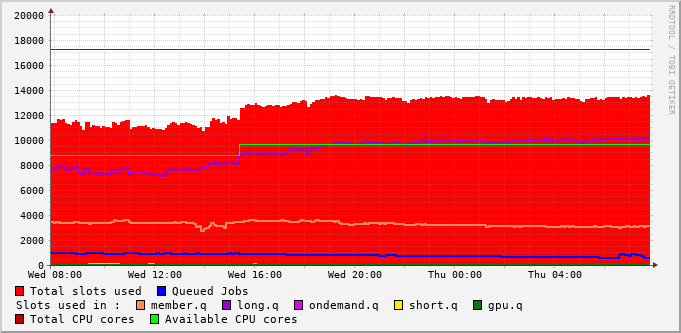 20000
18000
16000
14000
12000
10000
8000
6000
4000
2000
0
Wed 08:00 Wed 12:00 Wed 16:00 Wed 20:00 Thu 00:00 Thu 04:00
RRDTOOL / TOBI OETIKER
Total slots used Queued Jobs
Slots used in : member.q long.q ondemand.q short.q gpu.q
Total CPU cores Available CPU cores